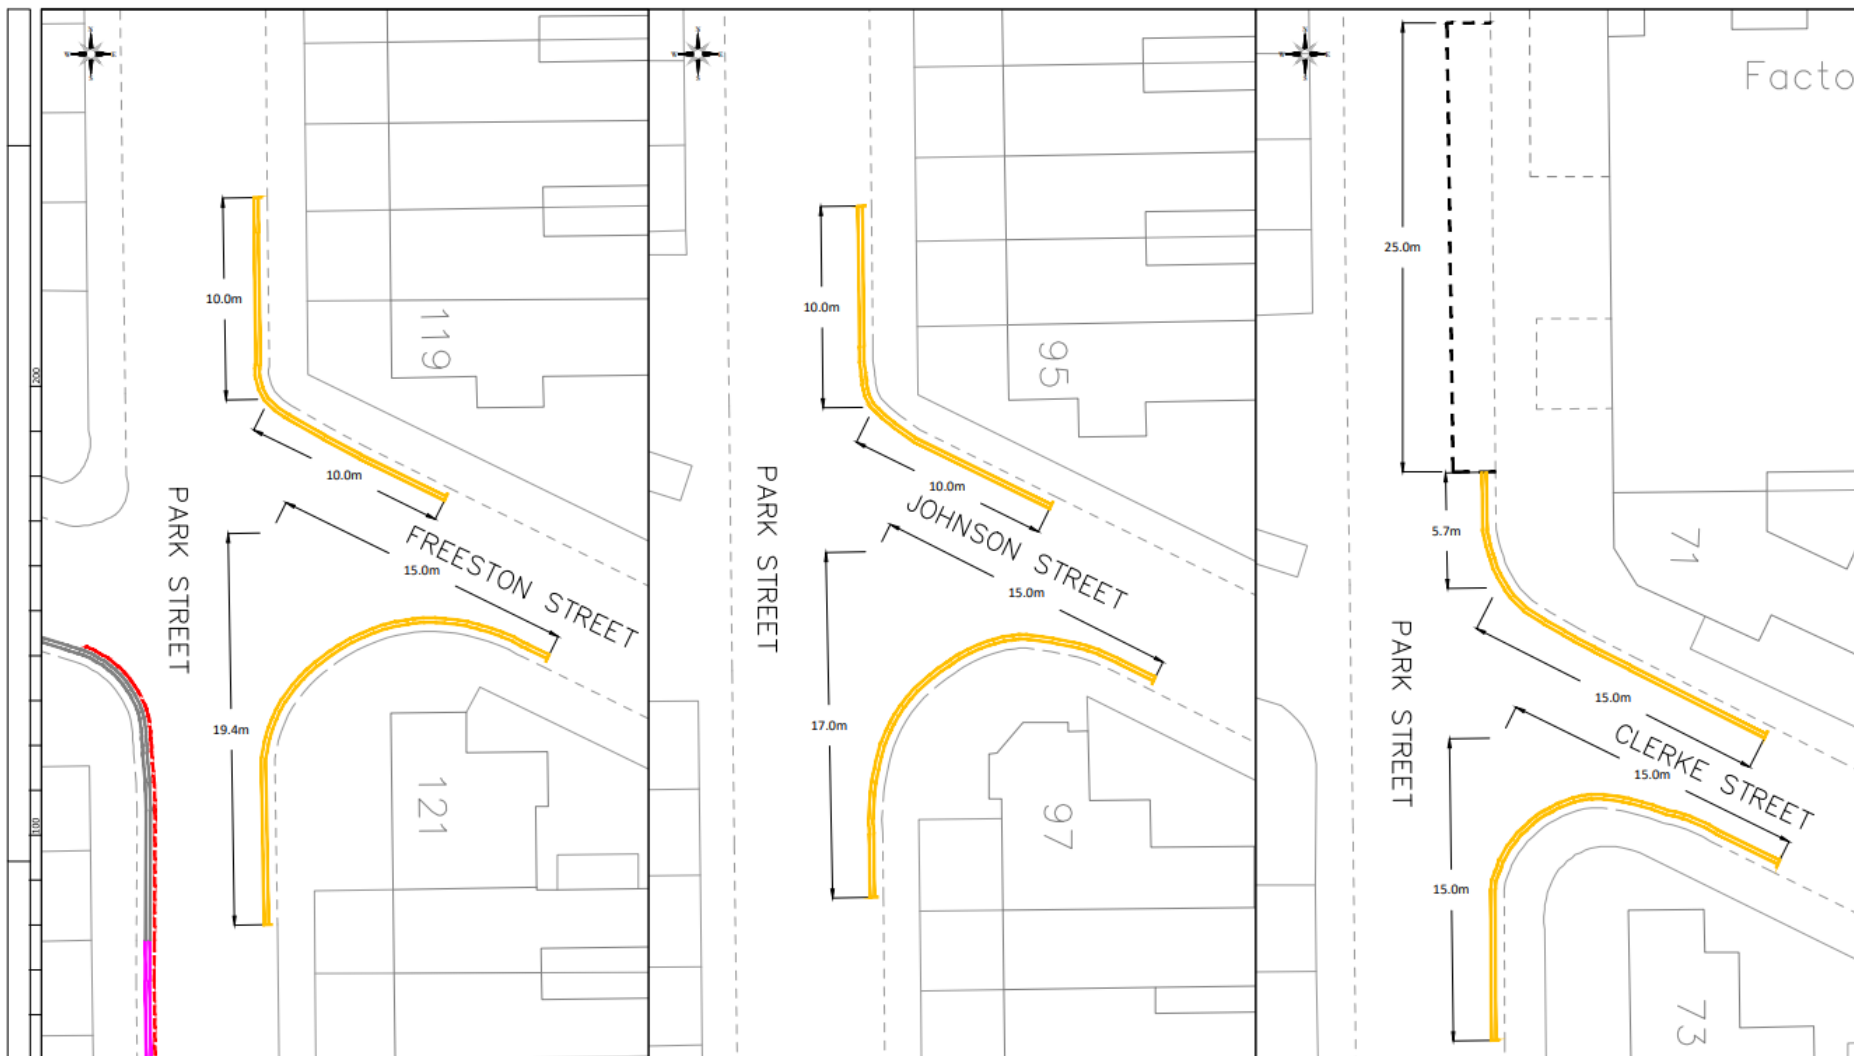 200
100
10.0m
119
10.0m
PARK STREET
FREESTON STREET
15.0m
19.4m
121
10.0m
95
10.0m
PARK STREET
JOHNSON STREET
15.0m
17.0m
97
Facto
25.0m
5.7m
71
PARK STREET
15.0m
CLERKE STREET
15.0m
15.0m
73